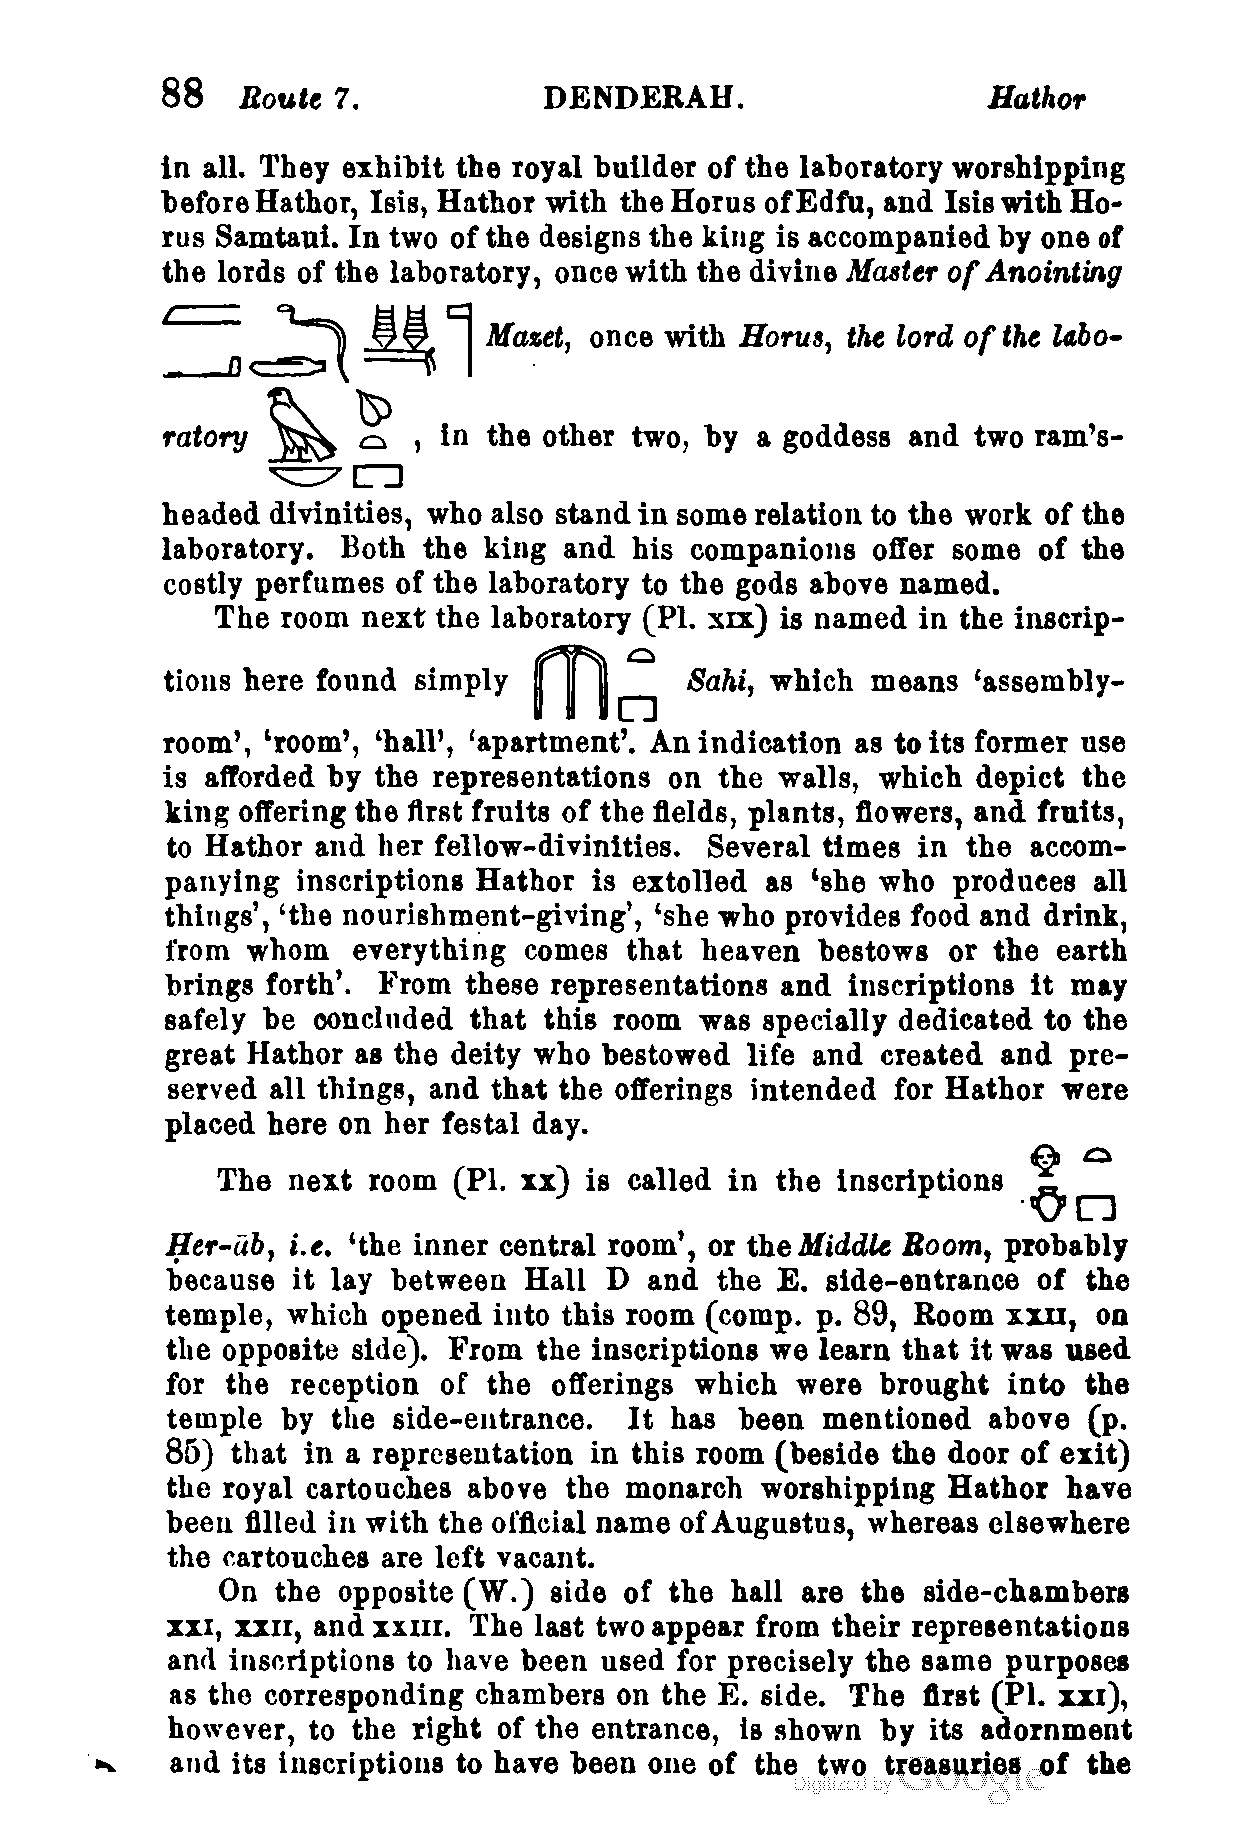 88 Route 7. DENDERAH. Hathor
in all. They exhibit the royal builder of the laboratory worshipping
before Hathor, Isis, Hathor with the Horus of Edfu, and Isis with Ho-
rus Samtaui. In two of the designs the king is accompanied by one of
the lords of the laboratory, once with the divine Master of Anointing
Mazet, once with Horus, the lord of the labo-
ratory , in the other two, by a goddess and two ram's-
headed divinities, who also stand in some relation to the work of the
laboratory. Both the king and his companions offer some of the
costly perfumes of the laboratory to the gods above named.
The room next the laboratory (Pl. XIX) is named in the inscrip-
tions here found simply Sahi, which means ‘assembly-
room’, ‘room’, ‘hall’, ‘apartment’. An indication as to its former use
is afforded by the representations on the walls, which depict the
king offering the first fruits of the fields, plants, flowers, and fruits,
to Hathor and her fellow-divinities. Several times in the accom-
panying inscriptions Hathor is extolled as ‘she who produces all
things’, ‘the nourishment-giving’, ‘she who provides food and drink,
from whom everything comes that heaven bestows or the earth
brings forth’. From these representations and inscriptions it may
safely be concluded that this room was specially dedicated to the
great Hathor as the deity who bestowed life and created and pre-
served all things, and that the offerings intended for Hathor were
placed here on her festal day.
The next room (Pl. XX) is called in the inscriptions
Ḥer-āb, i.e. ‘the inner central room’, or the Middle Room, probably
because it lay between Hall D and the E. side-entrance of the
temple, which opened into this room (comp. p. 89, Room XXII, on
the opposite side). From the inscriptions we learn that it was used
for the reception of the offerings which were brought into the
temple by the side-entrance. It has been mentioned above (p.
85) that in a representation in this room (beside the door of exit)
the royal cartouches above the monarch worshipping Hathor have
been filled in with the official name of Augustus, whereas elsewhere
the cartouches are left vacant.
On the opposite (W.) side of the hall are the side-chambers
XXI, XXII, and XXIII. The last two appear from their representations
and inscriptions to have been used for precisely the same purposes
as the corresponding chambers on the E. side. The first (Pl. XXI),
however, to the right of the entrance, is shown by its adornment
and its inscriptions to have been one of the two treasuries of the
Digitized by Google